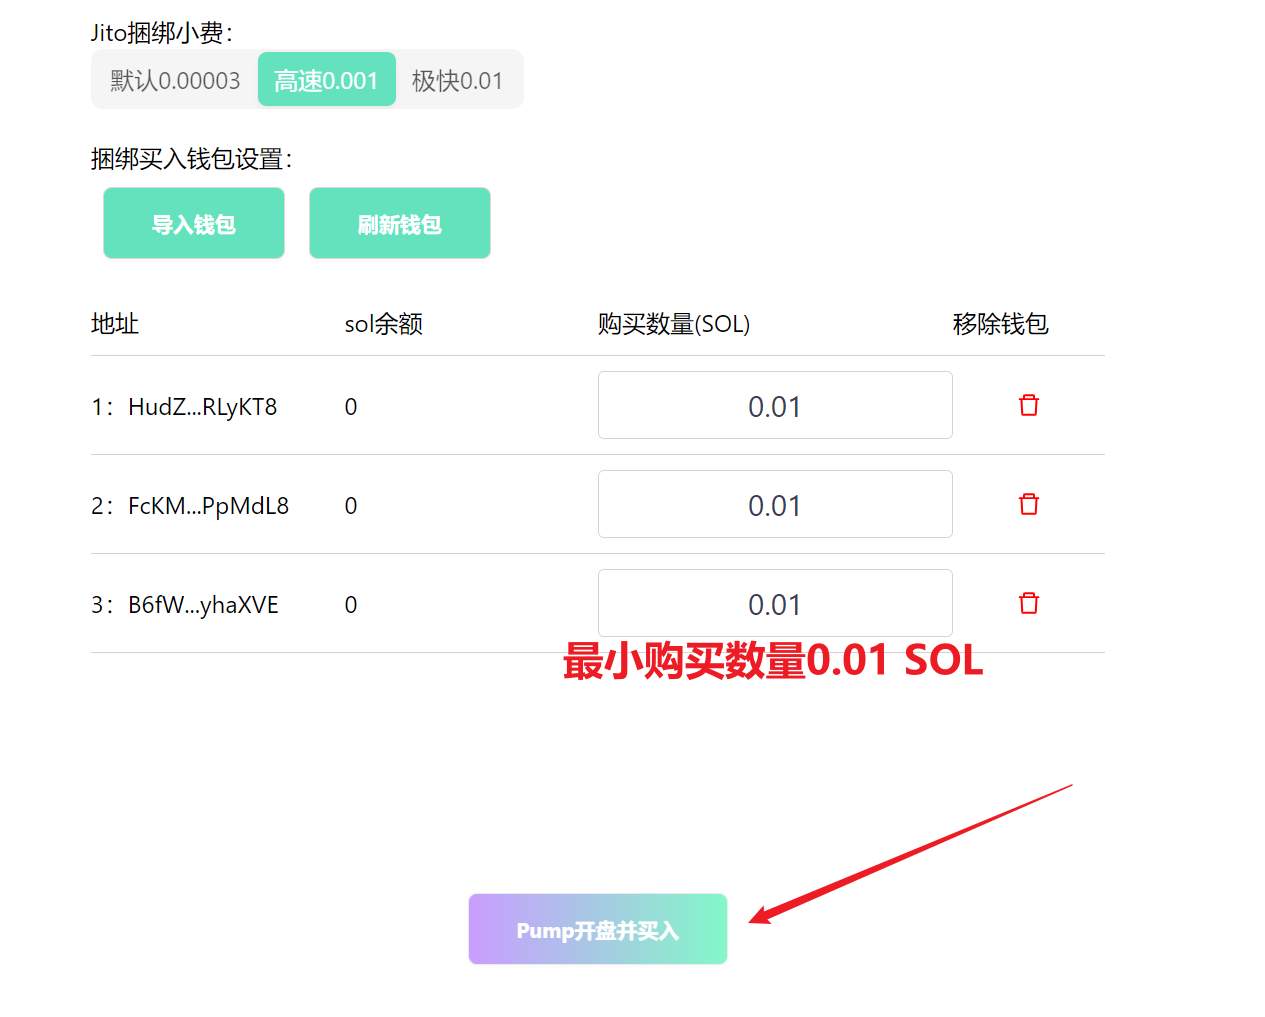 Jito捆绑小费：
默认0.00003 高速0.001 极快0.01
捆绑买入钱包设置：
导入钱包 刷新钱包
地址 sol余额 购买数量(SOL) 移除钱包
1：HudZ...RLyKT8 0 0.01
2：FcKM...PpMdL8 0 0.01
3：B6fW...yhaXVE 0 0.01
最小购买数量0.01 SOL
Pump开盘并买入